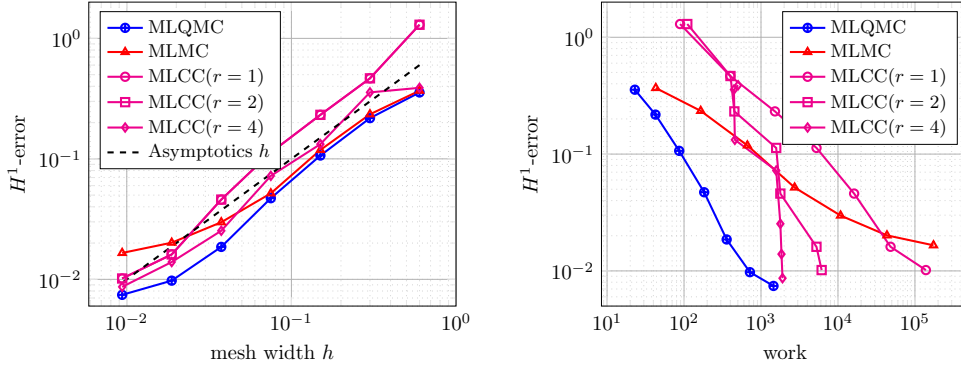 MLQMC
MLMC
MLCC(r = 1)
MLCC(r = 2)
MLCC(r = 4)
Asymptotics h
10^0
10^−1
10^−2
H^1-error
10^−2
10^−1
10^0
mesh width h
MLQMC
MLMC
MLCC(r = 1)
MLCC(r = 2)
MLCC(r = 4)
10^0
10^−1
10^−2
H^1-error
10^1
10^2
10^3
10^4
10^5
work